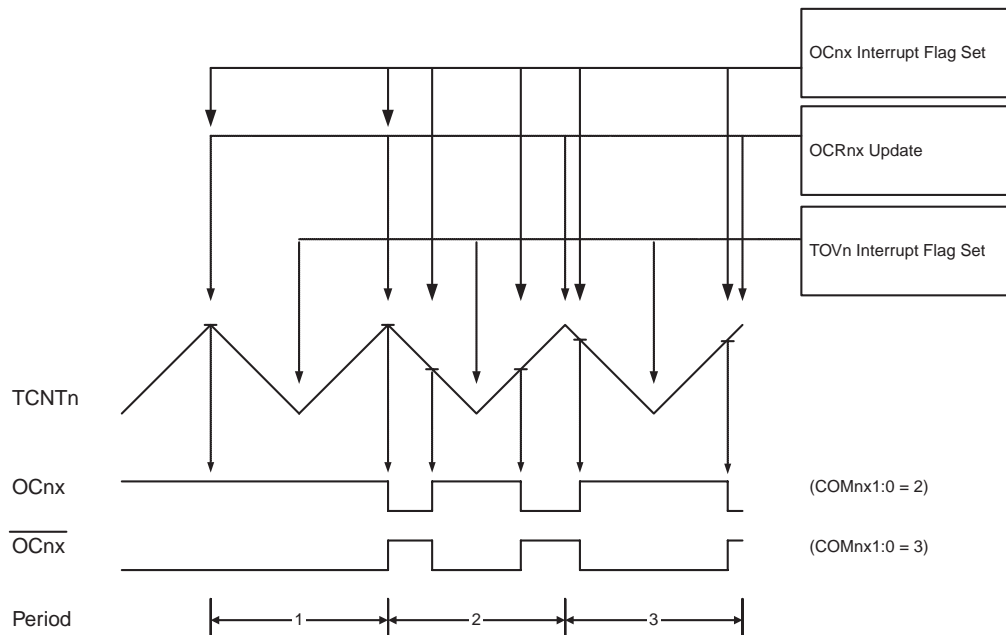 OCnx Interrupt Flag Set
OCRnx Update
TOVn Interrupt Flag Set
TCNTn
OCnx
(COMnx1:0 = 2)
OCnx
(COMnx1:0 = 3)
Period
1
2
3